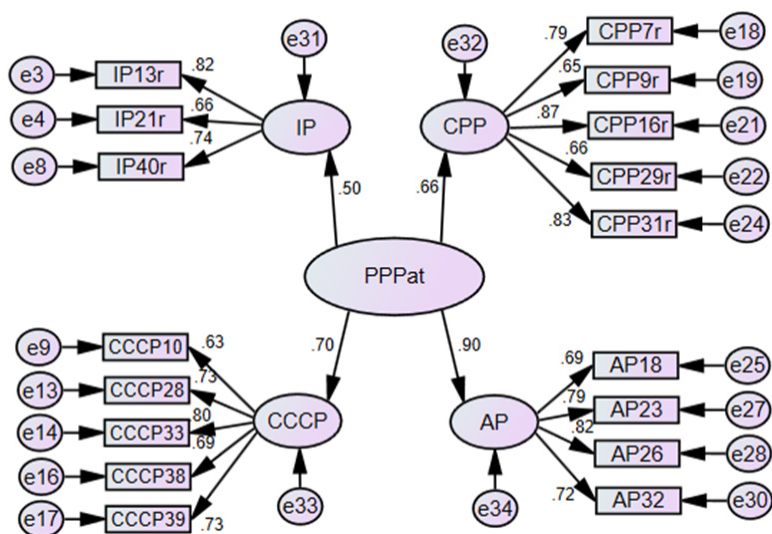 e31
e32
.79
CPP7r
e18
e3
.82
IP13r
.65
CPP9r
e19
e4
.66
IP21r
IP
CPP
.87
CPP16r
e21
e8
.74
IP40r
.66
CPP29r
e22
.50
.66
.83
CPP31r
e24
PPPat
e9
CCCP10
.63
.70
.90
.69
AP18
e25
e13
CCCP28
.73
.79
AP23
e27
e14
CCCP33
.80
CCCP
AP
.82
AP26
e28
e16
CCCP38
.69
.72
AP32
e30
e17
CCCP39
.73
e33
e34